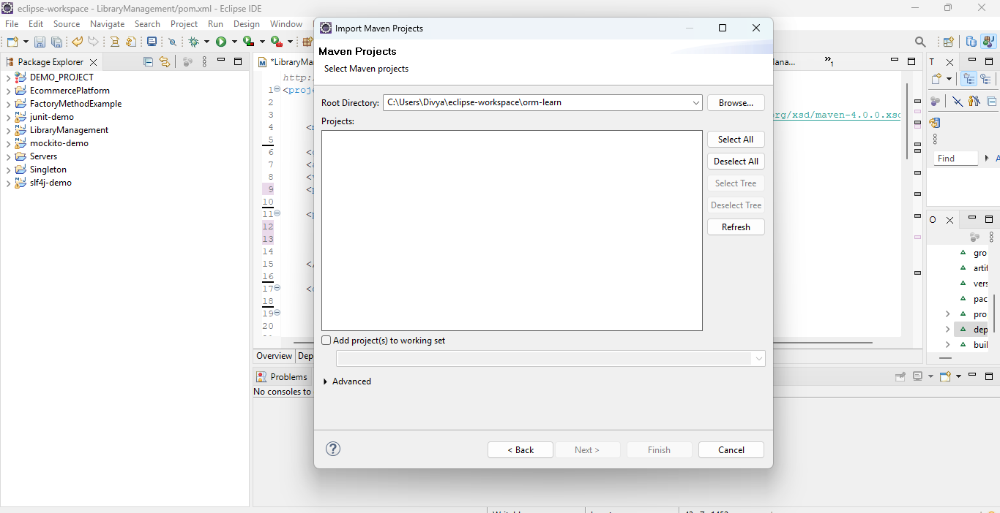 eclipse-workspace - LibraryManagement/pom.xml - Eclipse IDE
File Edit Source Navigate Search Project Run Design Window
Package Explorer
DEMO_PROJECT
EcommercePlatform
FactoryMethodExample
junit-demo
LibraryManagement
mockito-demo
Servers
Singleton
slf4j-demo
*LibraryMa
ana...
»1
http:
1 <proje
2
3 org/xsd/maven-4.0.0.xsd
4
5
6
7
8
9
10
11
12
13
14
15
16
17
18
19
20
Overview Dep
Problems
No consoles to
Import Maven Projects
Maven Projects
Select Maven projects
Root Directory: C:\Users\Divya\eclipse-workspace\orm-learn Browse...
Projects:
Select All
Deselect All
Select Tree
Deselect Tree
Refresh
Add project(s) to working set
Advanced
< Back Next > Finish Cancel
T
Find A
O
gro
artif
vers
pac
pro
dep
buil